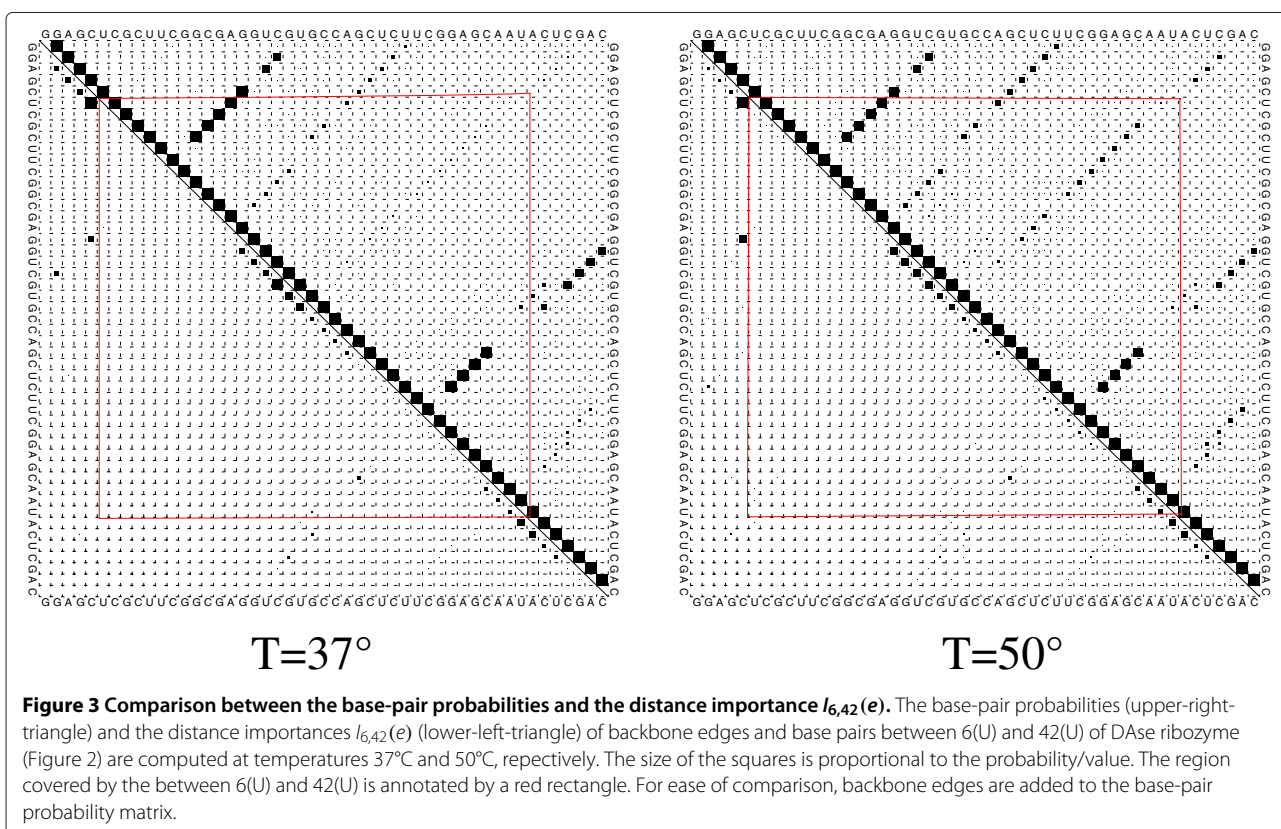 GGAGCUCGCUUCGGCGAGGUCGUGCCAGCUCUUCGGAGCAAUACUCGAC
GGAGCUCGCUUCGGCGAGGUCGUGCCAGCUCUUCGGAGCAAUACUCGAC
GGAGCUCGCUUCGGCGAGGUCGUGCCAGCUCUUCGGAGCAAUACUCGAC
GGAGCUCGCUUCGGCGAGGUCGUGCCAGCUCUUCGGAGCAAUACUCGAC
T=37°
GGAGCUCGCUUCGGCGAGGUCGUGCCAGCUCUUCGGAGCAAUACUCGAC
GGAGCUCGCUUCGGCGAGGUCGUGCCAGCUCUUCGGAGCAAUACUCGAC
GGAGCUCGCUUCGGCGAGGUCGUGCCAGCUCUUCGGAGCAAUACUCGAC
GGAGCUCGCUUCGGCGAGGUCGUGCCAGCUCUUCGGAGCAAUACUCGAC
T=50°
Figure 3 Comparison between the base-pair probabilities and the distance importance I6,42(e). The base-pair probabilities (upper-right-
triangle) and the distance importances I6,42(e) (lower-left-triangle) of backbone edges and base pairs between 6(U) and 42(U) of DAse ribozyme
(Figure 2) are computed at temperatures 37°C and 50°C, repectively. The size of the squares is proportional to the probability/value. The region
covered by the between 6(U) and 42(U) is annotated by a red rectangle. For ease of comparison, backbone edges are added to the base-pair
probability matrix.